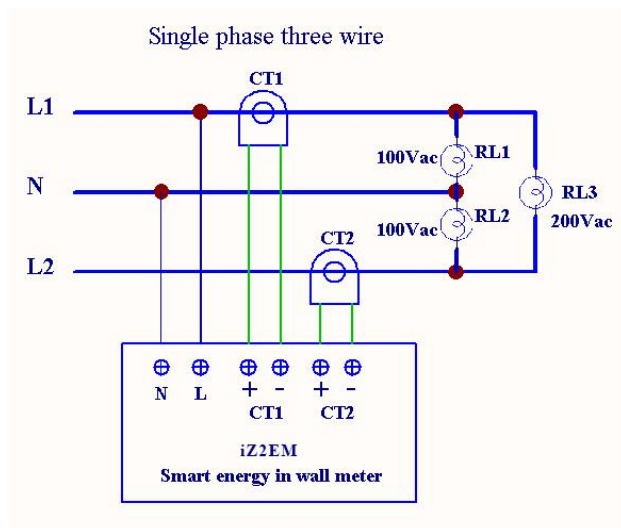 Single phase three wire
CT1
L1
100Vac RL1
N
RL3
100Vac RL2
200Vac
CT2
L2
N L + - + -
CT1 CT2
iZ2EM
Smart energy in wall meter